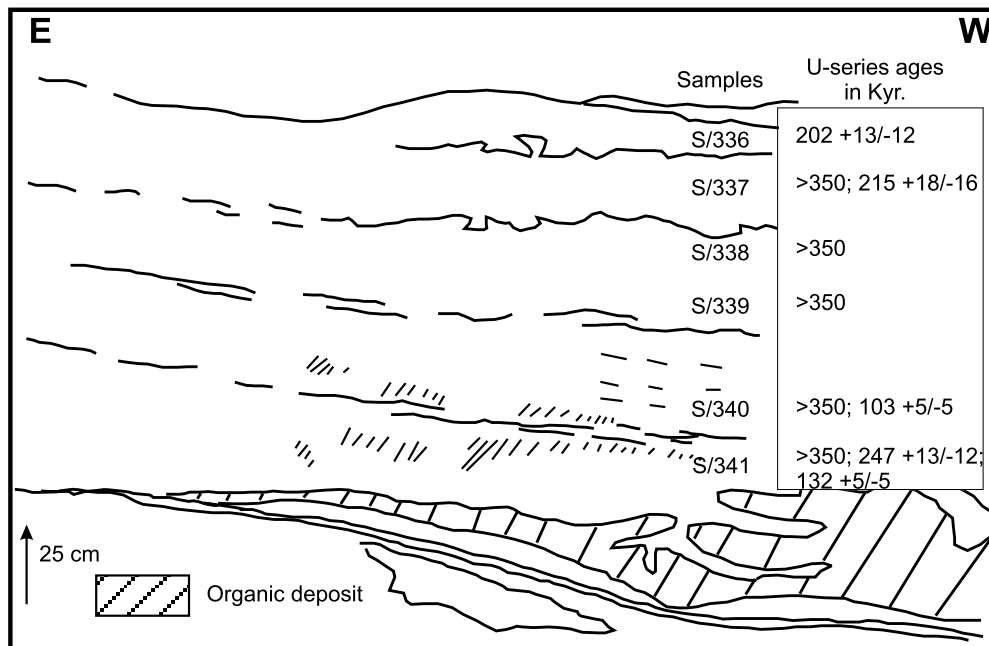 E
W
Samples
U-series ages
in Kyr.
S/336
202 +13/-12
S/337
>350; 215 +18/-16
S/338
>350
S/339
>350
S/340
>350; 103 +5/-5
S/341
>350; 247 +13/-12;
132 +5/-5
25 cm
Organic deposit